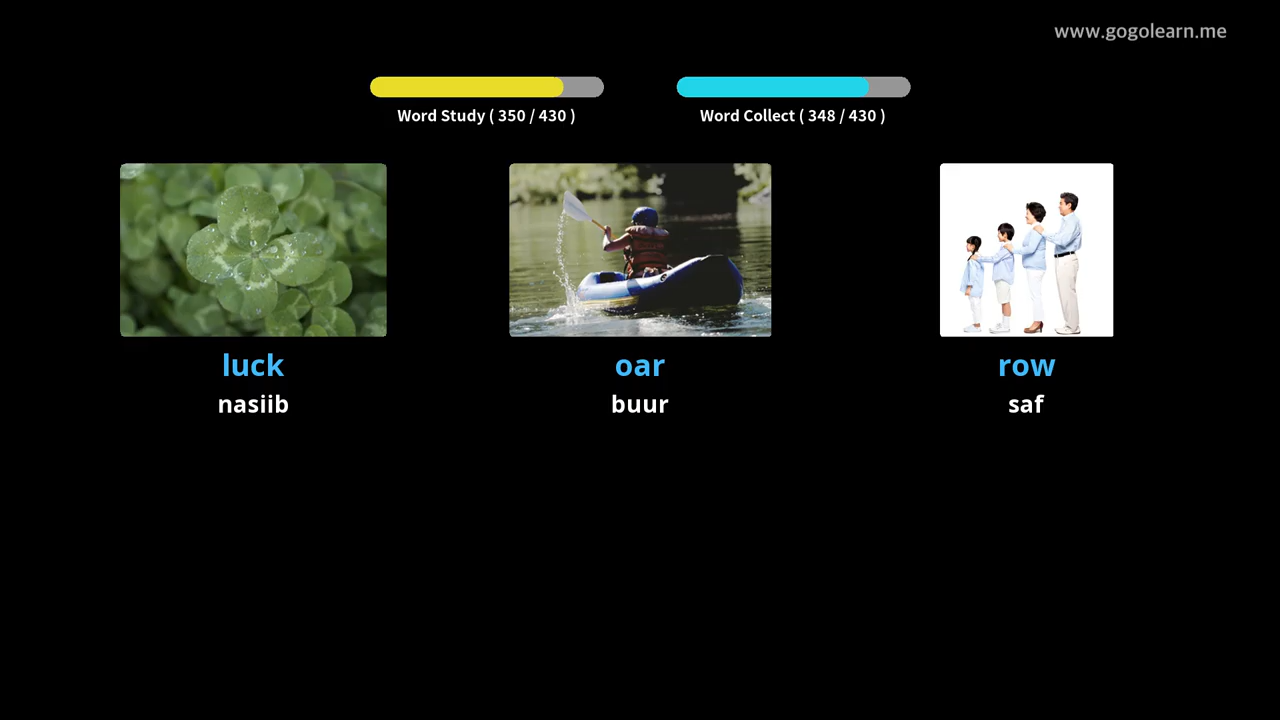 www.gogolearn.me
Word Study ( 350 / 430 )
Word Collect ( 348 / 430 )
luck
oar
row
nasiib
buur
saf